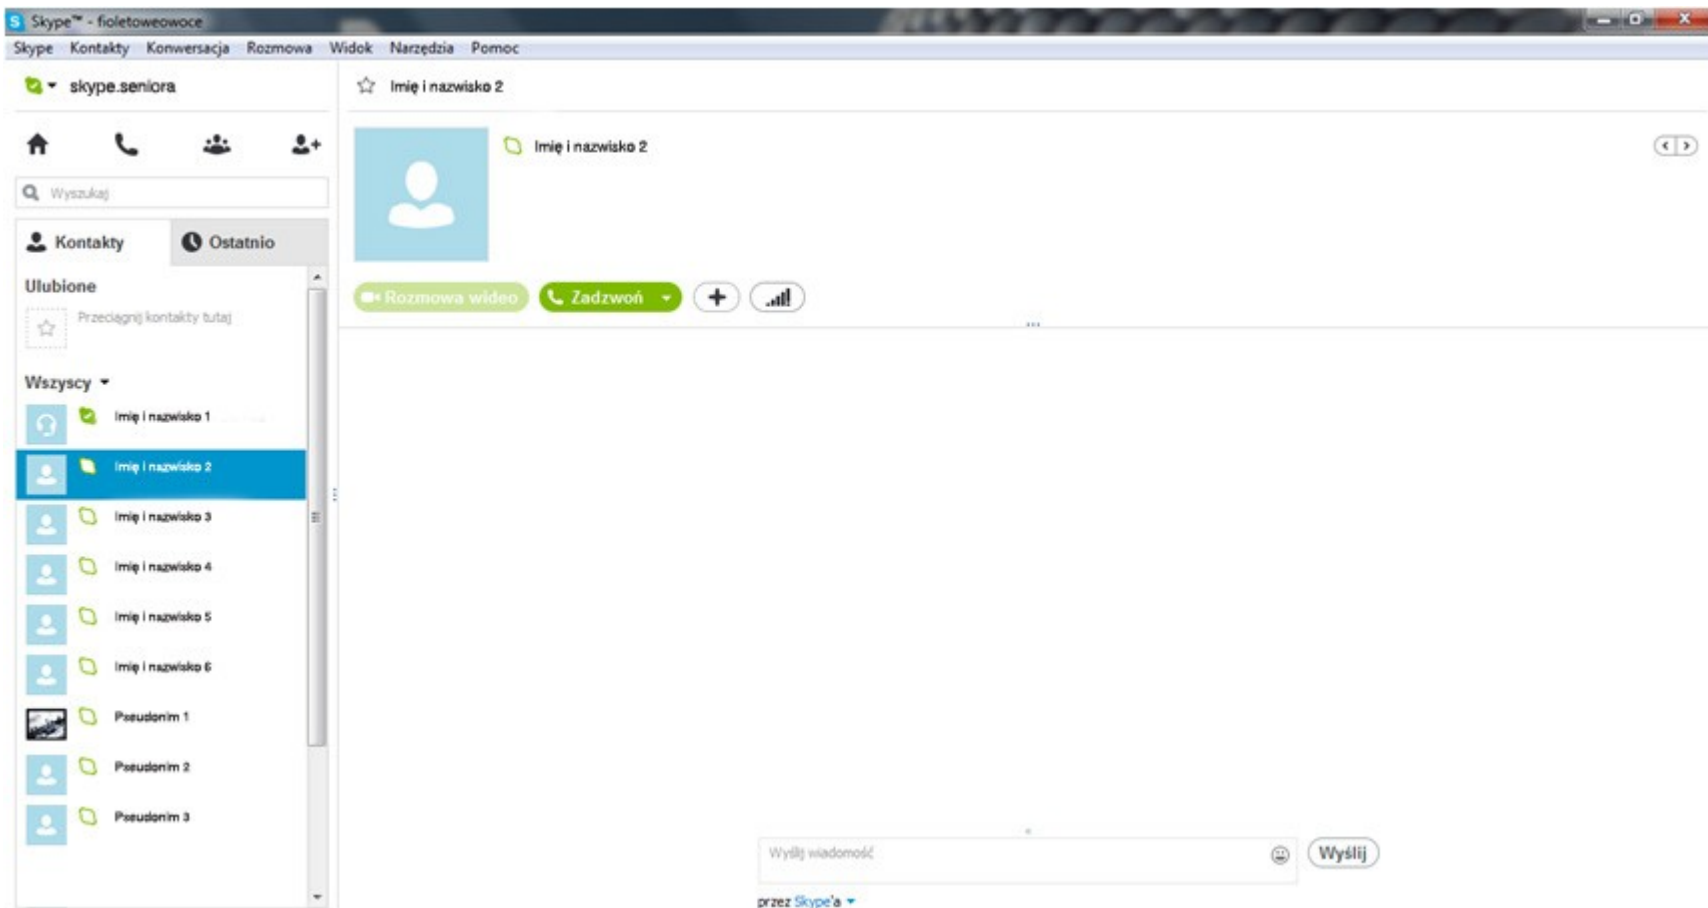 S Skype™ - fioletoweowoce
Skype Kontakty Konwersacja Rozmowa Widok Narzędzia Pomoc
skype.seniora
Wyszukaj
Kontakty Ostatnio
Ulubione
Przeciągnij kontakty tutaj
Wszyscy
Imię i nazwisko 1
Imię i nazwisko 2
Imię i nazwisko 3
Imię i nazwisko 4
Imię i nazwisko 5
Imię i nazwisko 6
Pseudonim 1
Pseudonim 2
Pseudonim 3
Imię i nazwisko 2
Imię i nazwisko 2
Rozmowa wideo Zadzwoń
Wyślij wiadomość Wyślij
przez Skype'a